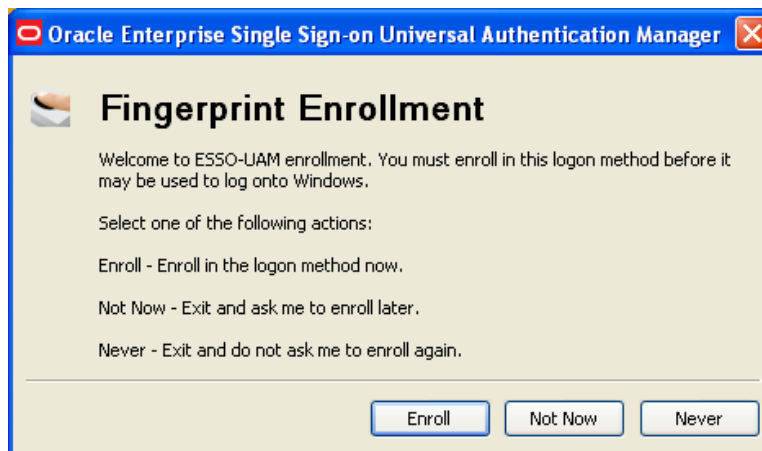 Oracle Enterprise Single Sign-on Universal Authentication Manager
Fingerprint Enrollment
Welcome to ESSO-UAM enrollment. You must enroll in this logon method before it
may be used to log onto Windows.
Select one of the following actions:
Enroll - Enroll in the logon method now.
Not Now - Exit and ask me to enroll later.
Never - Exit and do not ask me to enroll again.
Enroll Not Now Never